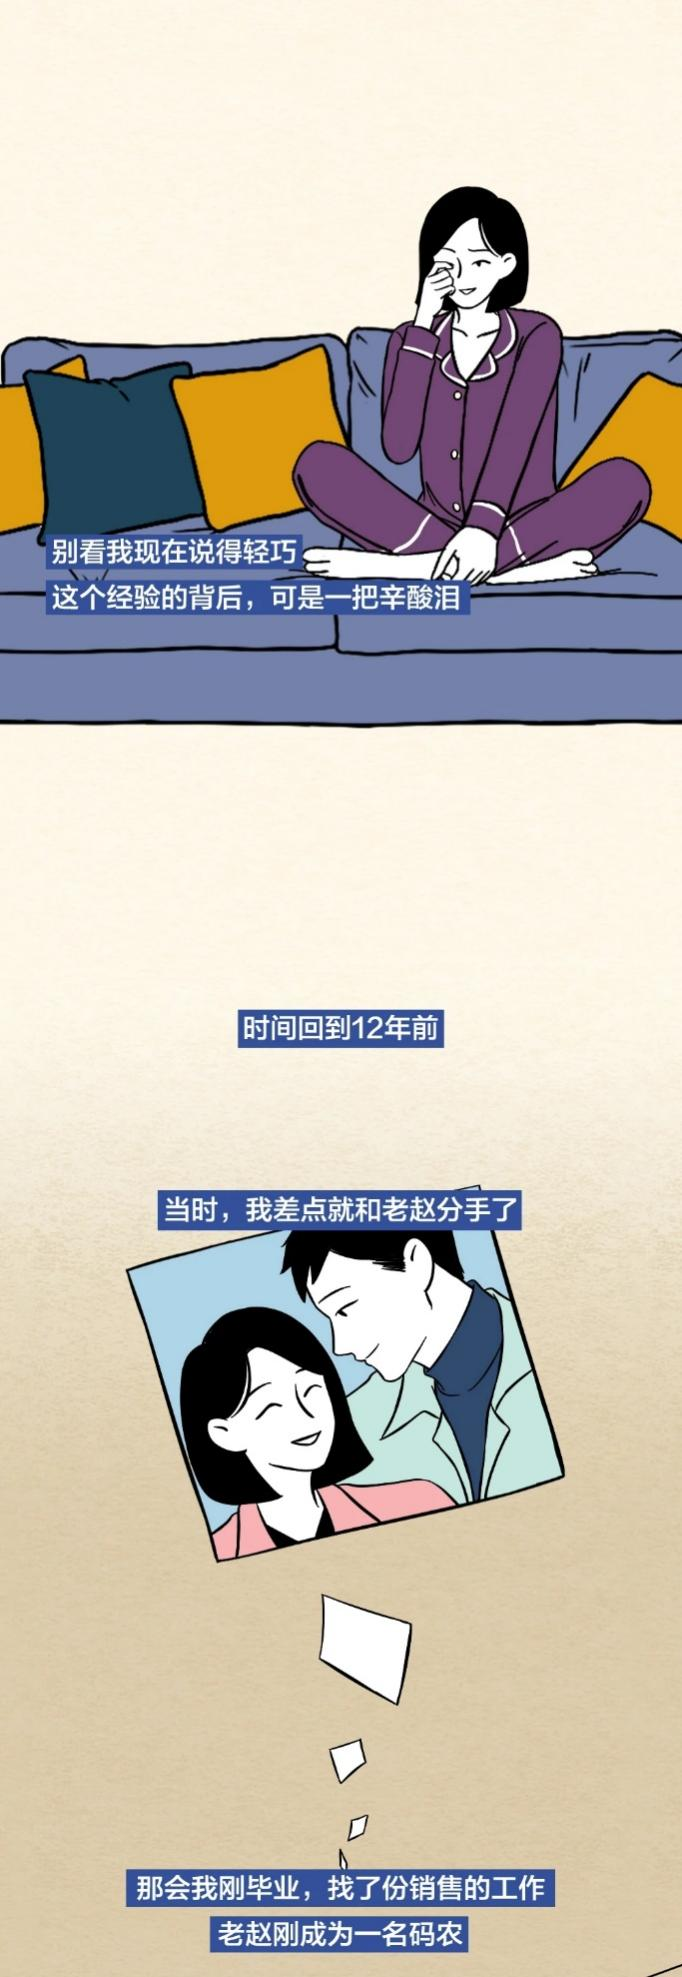 别看我现在说得轻巧
这个经验的背后，可是一把辛酸泪
时间回到12年前
当时，我差点就和老赵分手了
那会我刚毕业，找了份销售的工作
老赵刚成为一名码农